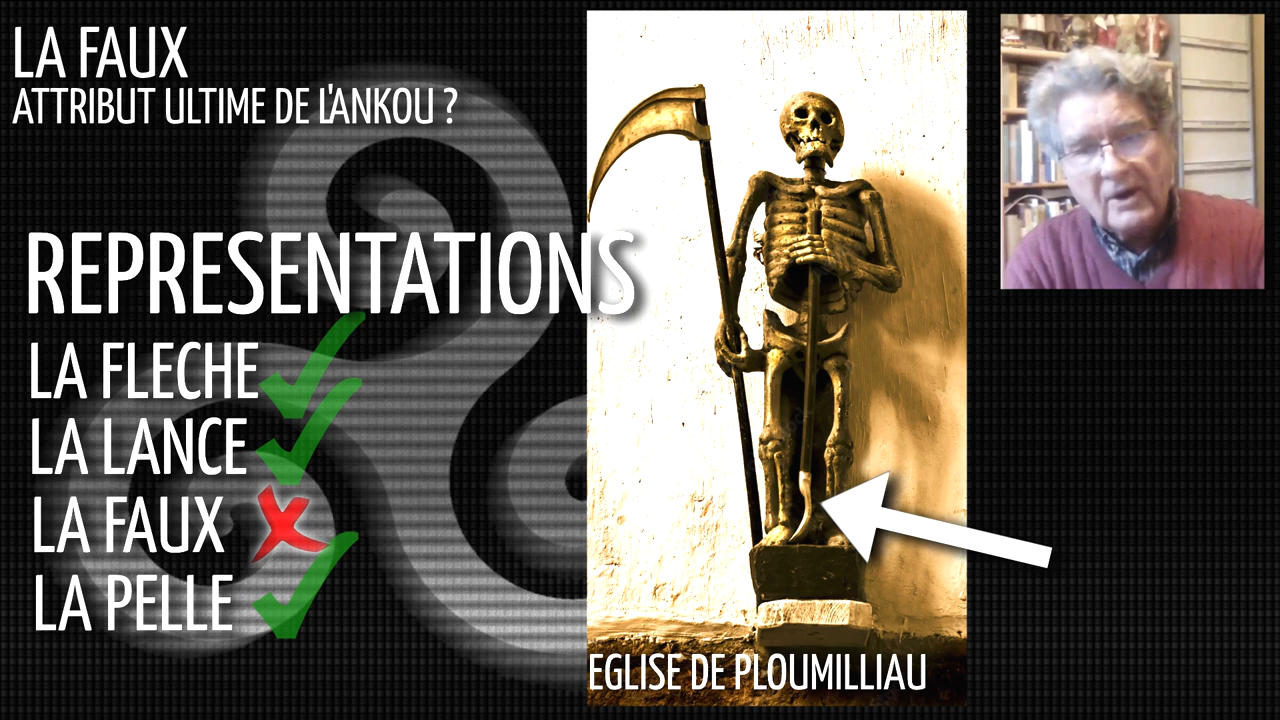 LA FAUX
ATTRIBUT ULTIME DE L'ANKOU ?
REPRESENTATIONS
LA FLECHE
LA LANCE
LA FAUX
LA PELLE
EGLISE DE PLOUMILLIAU